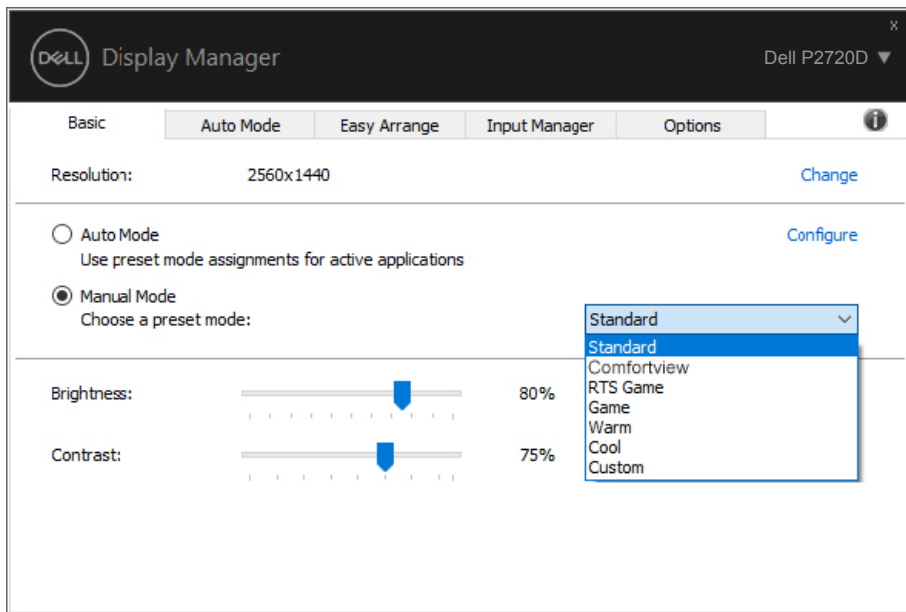 x
DELL Display Manager Dell P2720D ▼
Basic Auto Mode Easy Arrange Input Manager Options i
Resolution: 2560x1440 Change
Auto Mode Configure
Use preset mode assignments for active applications
Manual Mode
Choose a preset mode: Standard
Standard
Comfortview
RTS Game
Game
Warm
Cool
Custom
Brightness: 80%
Contrast: 75%